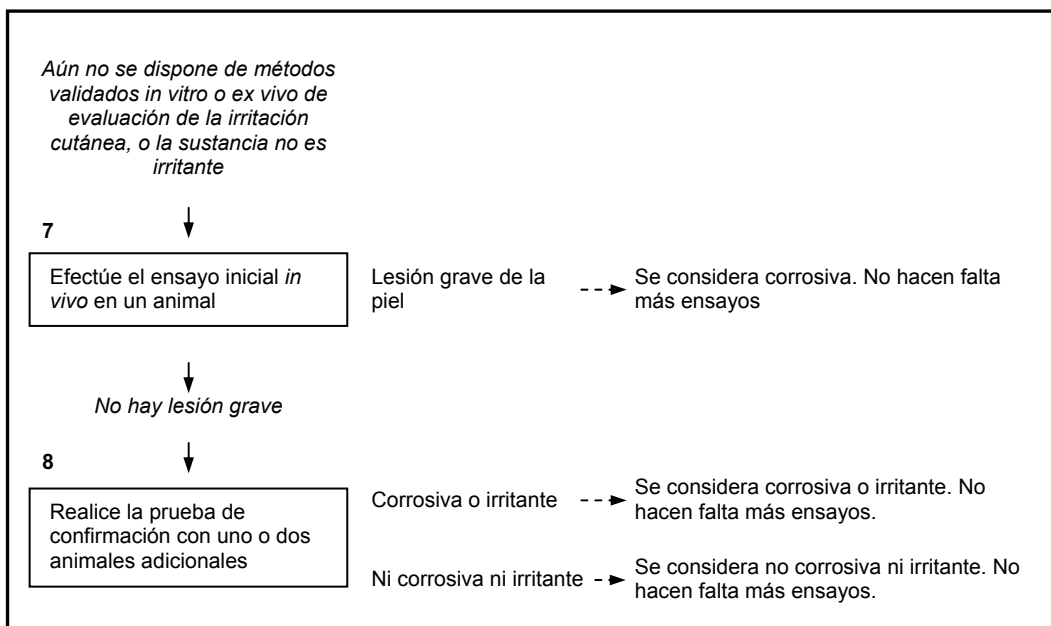 Aún no se dispone de métodos
validados in vitro o ex vivo de
evaluación de la irritación
cutánea, o la sustancia no es
irritante
7
Efectúe el ensayo inicial in
vivo en un animal
Lesión grave de la
piel
Se considera corrosiva. No hacen falta
más ensayos
No hay lesión grave
8
Realice la prueba de
confirmación con uno o dos
animales adicionales
Corrosiva o irritante
Se considera corrosiva o irritante. No
hacen falta más ensayos.
Ni corrosiva ni irritante
Se considera no corrosiva ni irritante. No
hacen falta más ensayos.